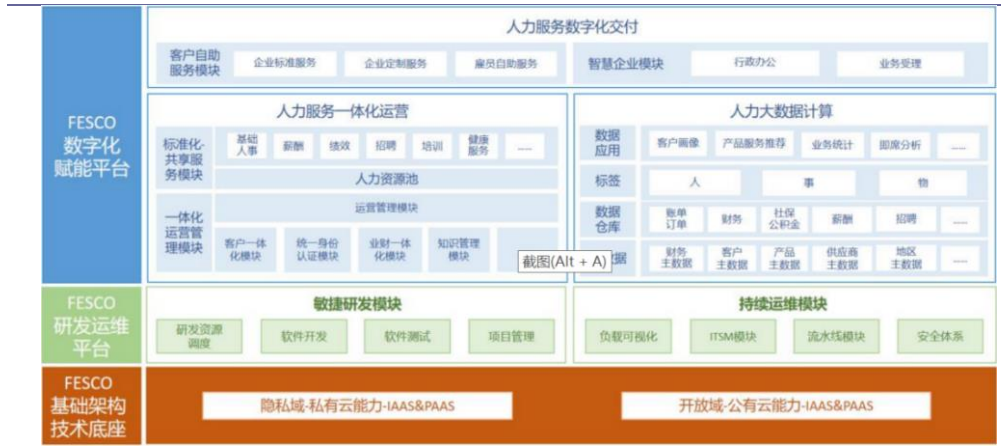 人力服务数字化交付
客户自助
服务模块
企业标准服务
企业定制服务
雇员自助服务
智慧企业模块
行政办公
业务受理
FESCO
数字化
赋能平台
人力服务一体化运营
标准化-
共享服
务模块
基础
人事
薪酬
绩效
招聘
培训
健康
服务
......
人力资源池
一体化
运营管
理模块
运营管理模块
客户一体
化模块
统一身份
认证模块
业财一体
化模块
知识管理
模块
人力大数据计算
数据
应用
客户画像
产品服务推荐
业务统计
即席分析
......
标签
人
事
物
数据
仓库
账单
订单
财务
社保
公积金
薪酬
招聘
......
截图(Alt + A)
据
财务
主数据
客户
主数据
产品
主数据
供应商
主数据
地区
主数据
......
FESCO
研发运维
平台
敏捷研发模块
研发资源
调度
软件开发
软件测试
项目管理
持续运维模块
负载可视化
ITSM模块
流水线模块
安全体系
FESCO
基础架构
技术底座
隐私域-私有云能力-IAAS&PAAS
开放域-公有云能力-IAAS&PAAS